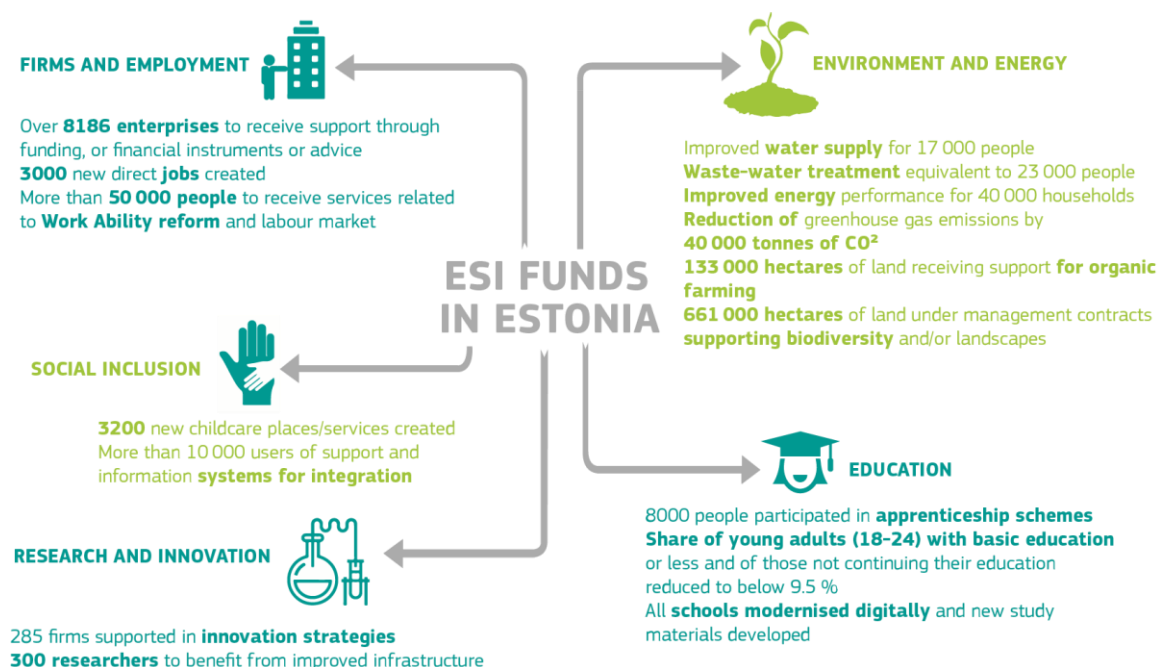 FIRMS AND EMPLOYMENT
Over 8186 enterprises to receive support through
funding, or financial instruments or advice
3000 new direct jobs created
More than 50 000 people to receive services related
to Work Ability reform and labour market
ENVIRONMENT AND ENERGY
Improved water supply for 17 000 people
Waste-water treatment equivalent to 23 000 people
Improved energy performance for 40 000 households
Reduction of greenhouse gas emissions by
40 000 tonnes of CO²
133 000 hectares of land receiving support for organic
farming
661 000 hectares of land under management contracts
supporting biodiversity and/or landscapes
ESI FUNDS
IN ESTONIA
SOCIAL INCLUSION
3200 new childcare places/services created
More than 10 000 users of support and
information systems for integration
EDUCATION
8000 people participated in apprenticeship schemes
Share of young adults (18-24) with basic education
or less and of those not continuing their education
reduced to below 9.5 %
All schools modernised digitally and new study
materials developed
RESEARCH AND INNOVATION
285 firms supported in innovation strategies
300 researchers to benefit from improved infrastructure